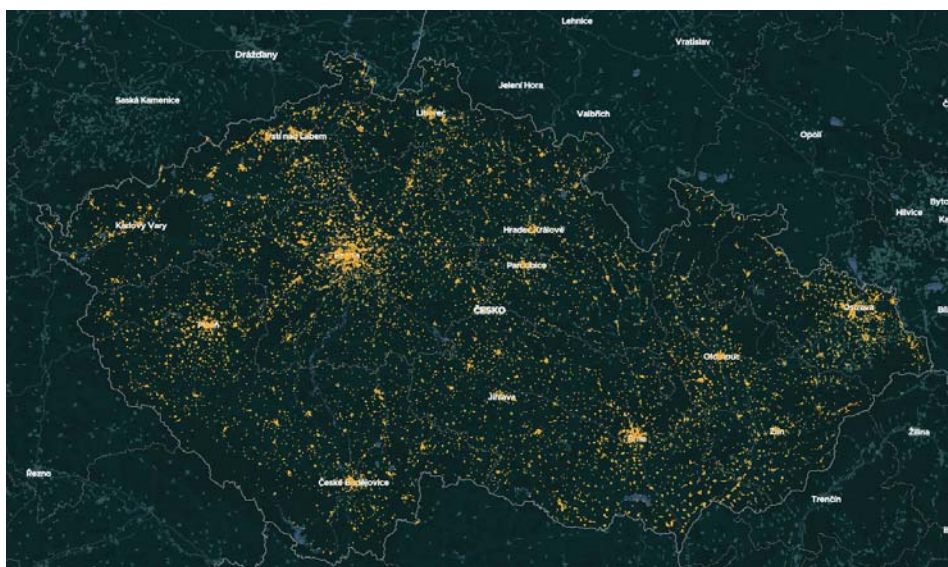 Lehnice
Vratislav
Drážďany
Jelení Hora
Saská Kamenice
Valbřich
Liberec
Opolí
Ústí nad Labem
Karlovy Vary
Hradec Králové
Hlivice
Pardubice
ČESKO
Ostrava
Plzeň
Olomouc
Jihlava
Brno
Zlín
Žilina
Řezno
České Budějovice
Trenčín